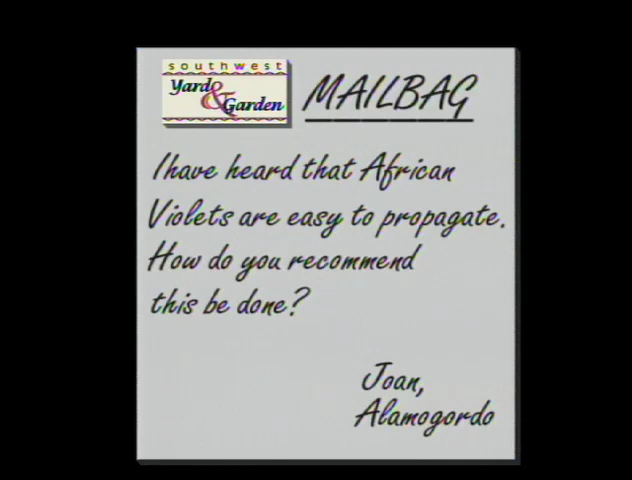 southwest
Yard
& Garden
MAILBAG
I have heard that African
Violets are easy to propagate.
How do you recommend
this be done?
Joan,
Alamogordo